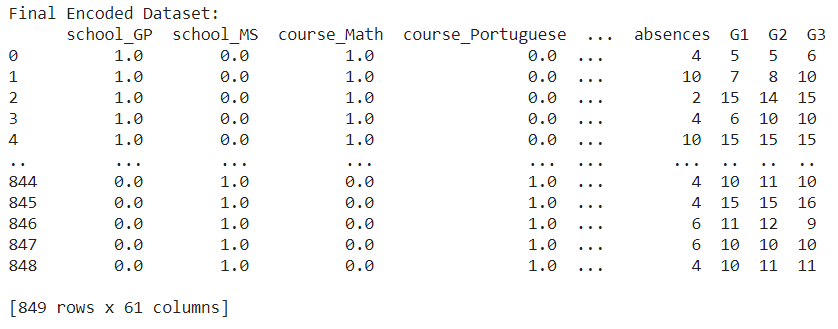 Final Encoded Dataset:
     school_GP  school_MS  course_Math  course_Portuguese  ...  absences  G1  G2  G3
0          1.0        0.0          1.0                0.0  ...         4   5   5   6
1          1.0        0.0          1.0                0.0  ...        10   7   8  10
2          1.0        0.0          1.0                0.0  ...         2  15  14  15
3          1.0        0.0          1.0                0.0  ...         4   6  10  10
4          1.0        0.0          1.0                0.0  ...        10  15  15  15
..         ...        ...          ...                ...  ...       ...  ..  ..  ..
844        0.0        1.0          0.0                1.0  ...         4  10  11  10
845        0.0        1.0          0.0                1.0  ...         4  15  15  16
846        0.0        1.0          0.0                1.0  ...         6  11  12   9
847        0.0        1.0          0.0                1.0  ...         6  10  10  10
848        0.0        1.0          0.0                1.0  ...         4  10  11  11
[849 rows x 61 columns]